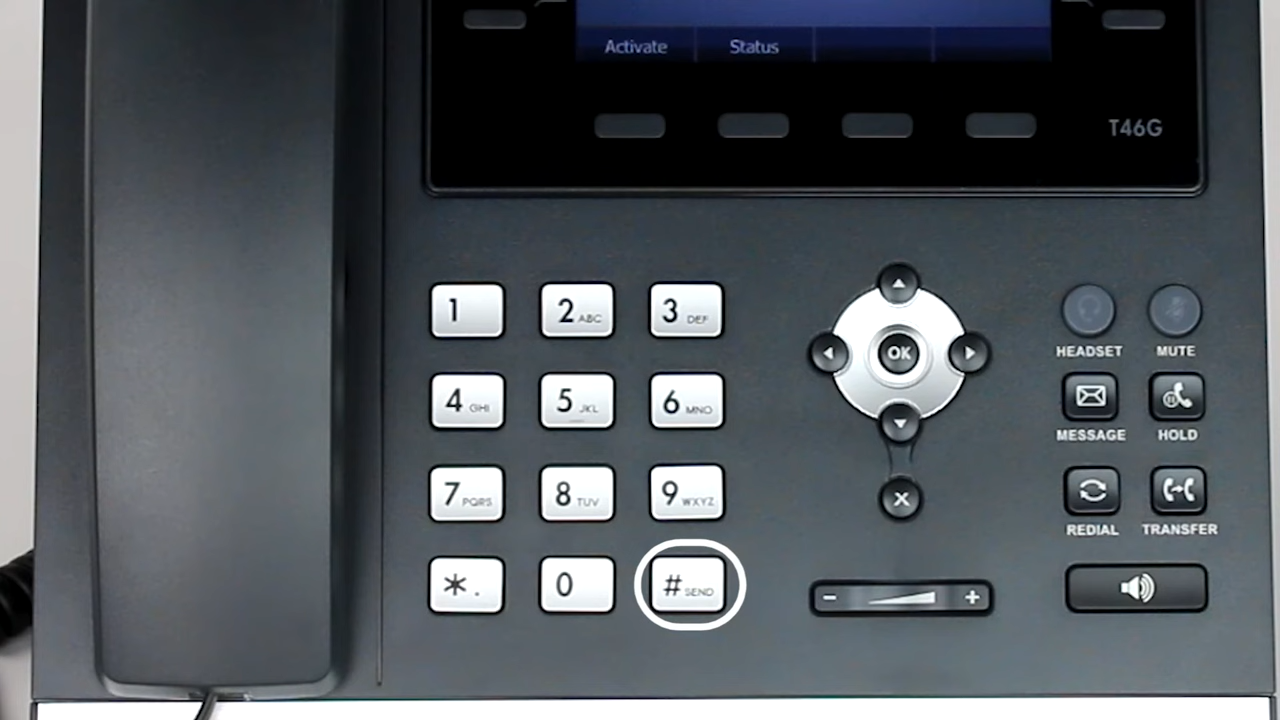 Activate Status
T46G
1 2 ABC 3 DEF
OK
HEADSET MUTE
4 GHI 5 JKL 6 MNO
MESSAGE HOLD
7 PQRS 8 TUV 9 WXYZ
X
REDIAL TRANSFER
* . 0 # SEND
- +